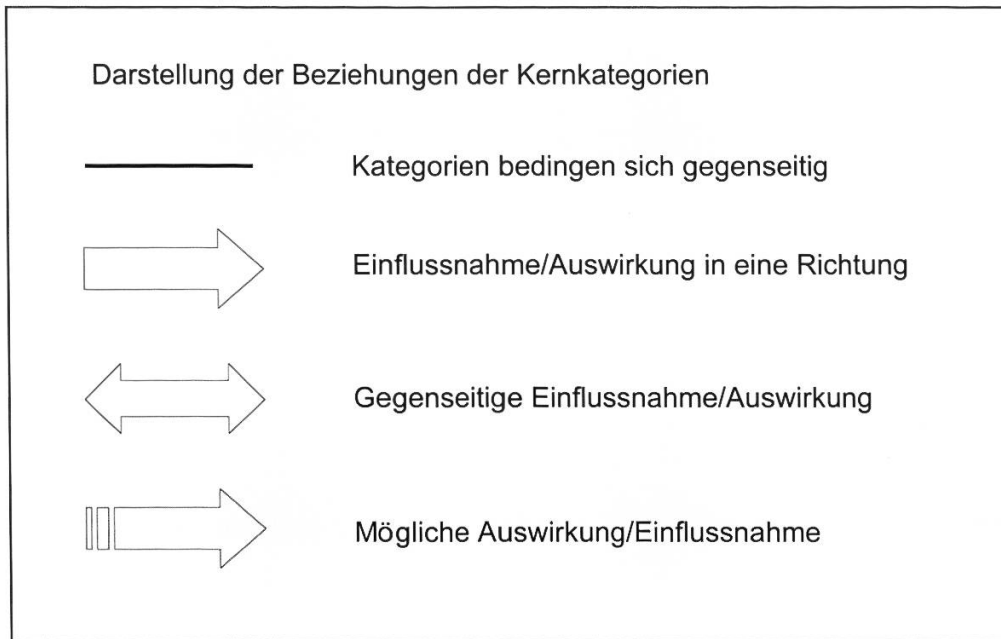 Darstellung der Beziehungen der Kernkategorien
Kategorien bedingen sich gegenseitig
Einflussnahme/Auswirkung in eine Richtung
Gegenseitige Einflussnahme/Auswirkung
Mögliche Auswirkung/Einflussnahme